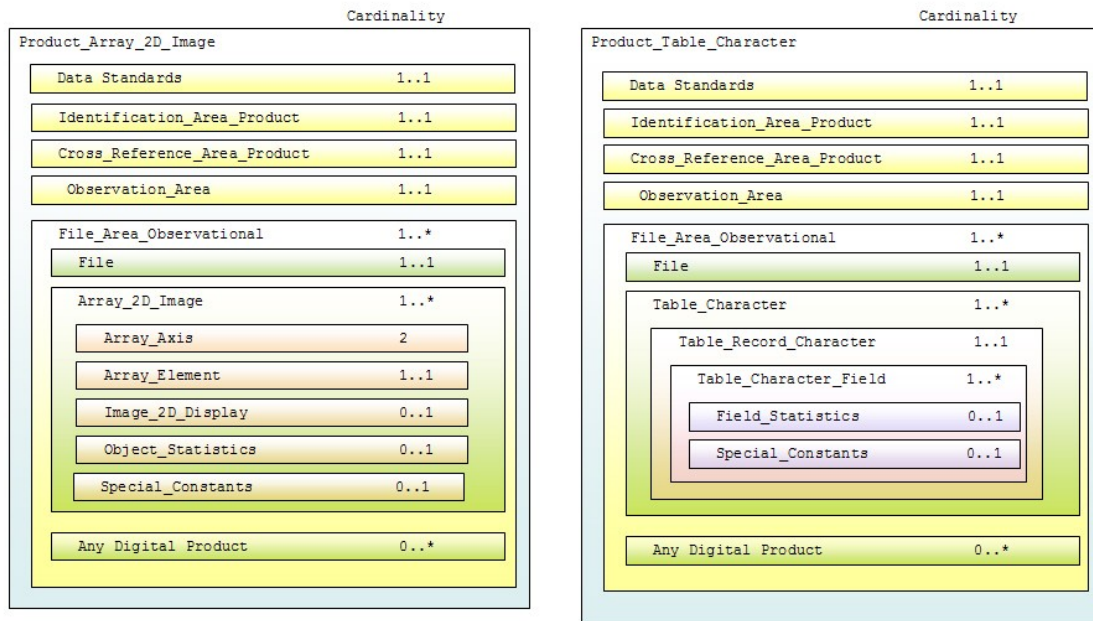 Cardinality
Product_Array_2D_Image
Data Standards 1..1
Identification_Area_Product 1..1
Cross_Reference_Area_Product 1..1
Observation_Area 1..1
File_Area_Observational 1..*
File 1..1
Array_2D_Image 1..*
Array_Axis 2
Array_Element 1..1
Image_2D_Display 0..1
Object_Statistics 0..1
Special_Constants 0..1
Any Digital Product 0..*
Cardinality
Product_Table_Character
Data Standards 1..1
Identification_Area_Product 1..1
Cross_Reference_Area_Product 1..1
Observation_Area 1..1
File_Area_Observational 1..*
File 1..1
Table_Character 1..*
Table_Record_Character 1..1
Table_Character_Field 1..*
Field_Statistics 0..1
Special_Constants 0..1
Any Digital Product 0..*